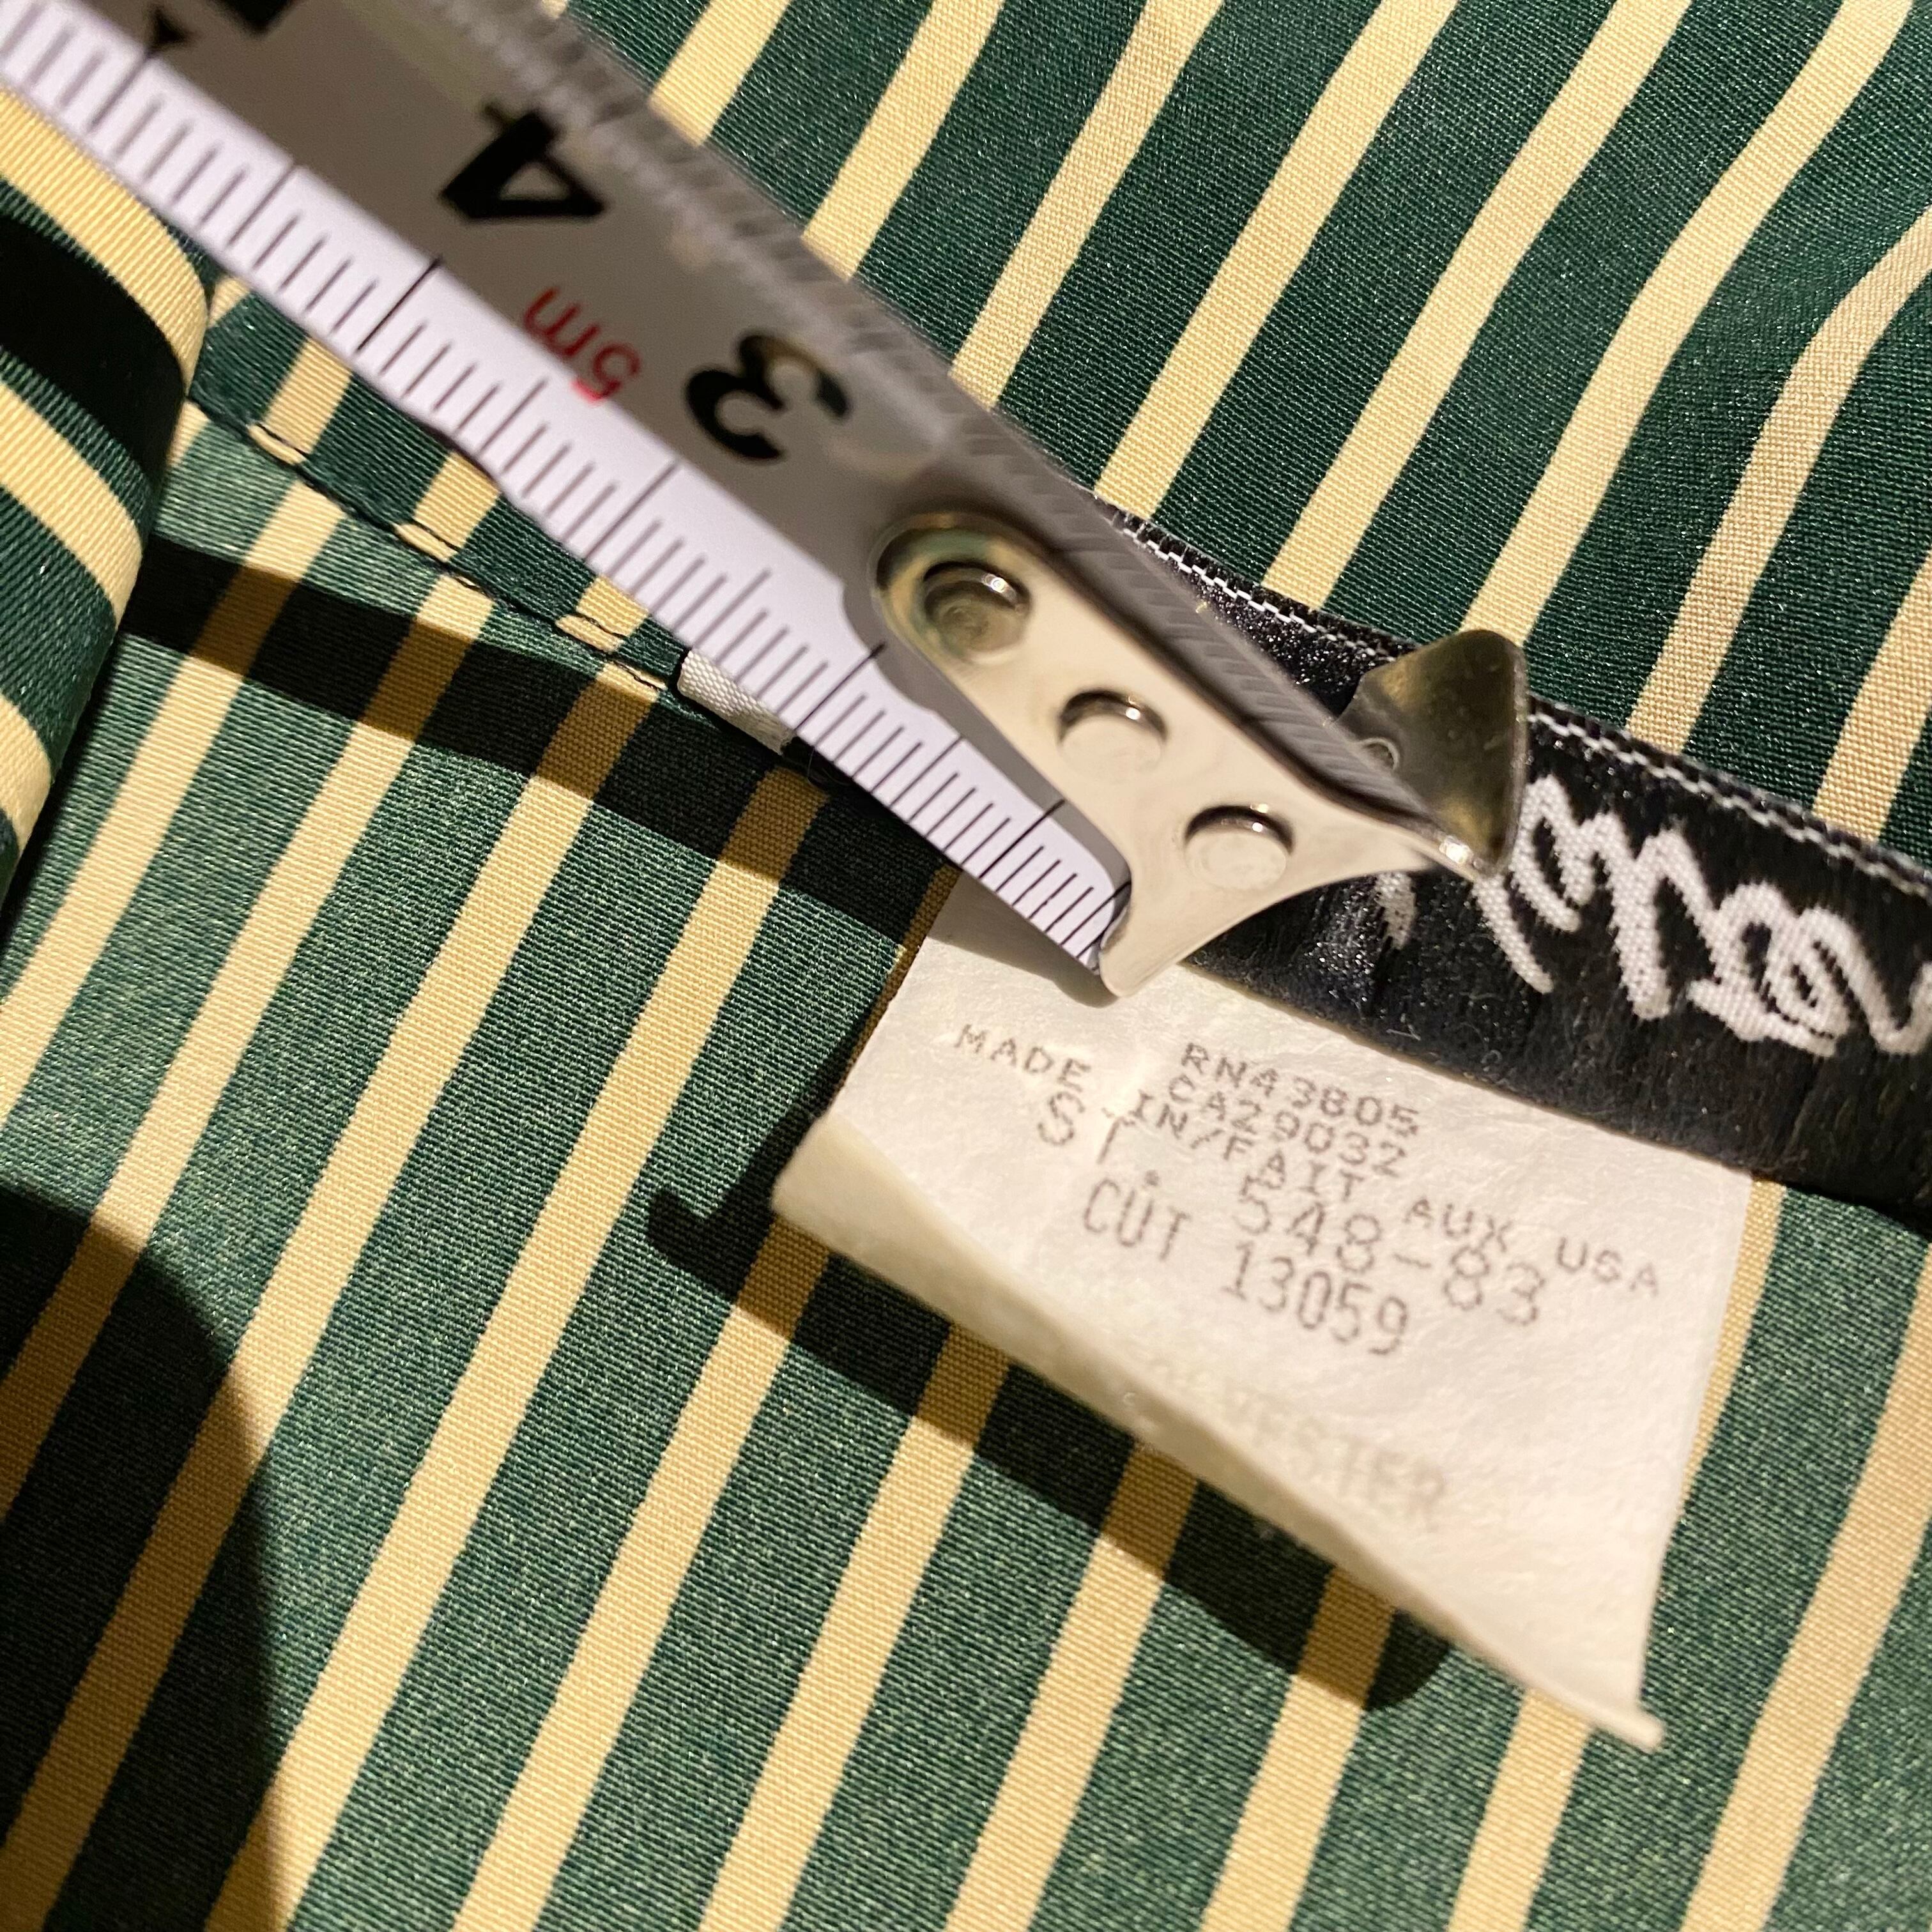 4
5m
3
RN43805
CA29032
MADE IN/FAIT AUX USA
ST. 548-83
CUT 13059